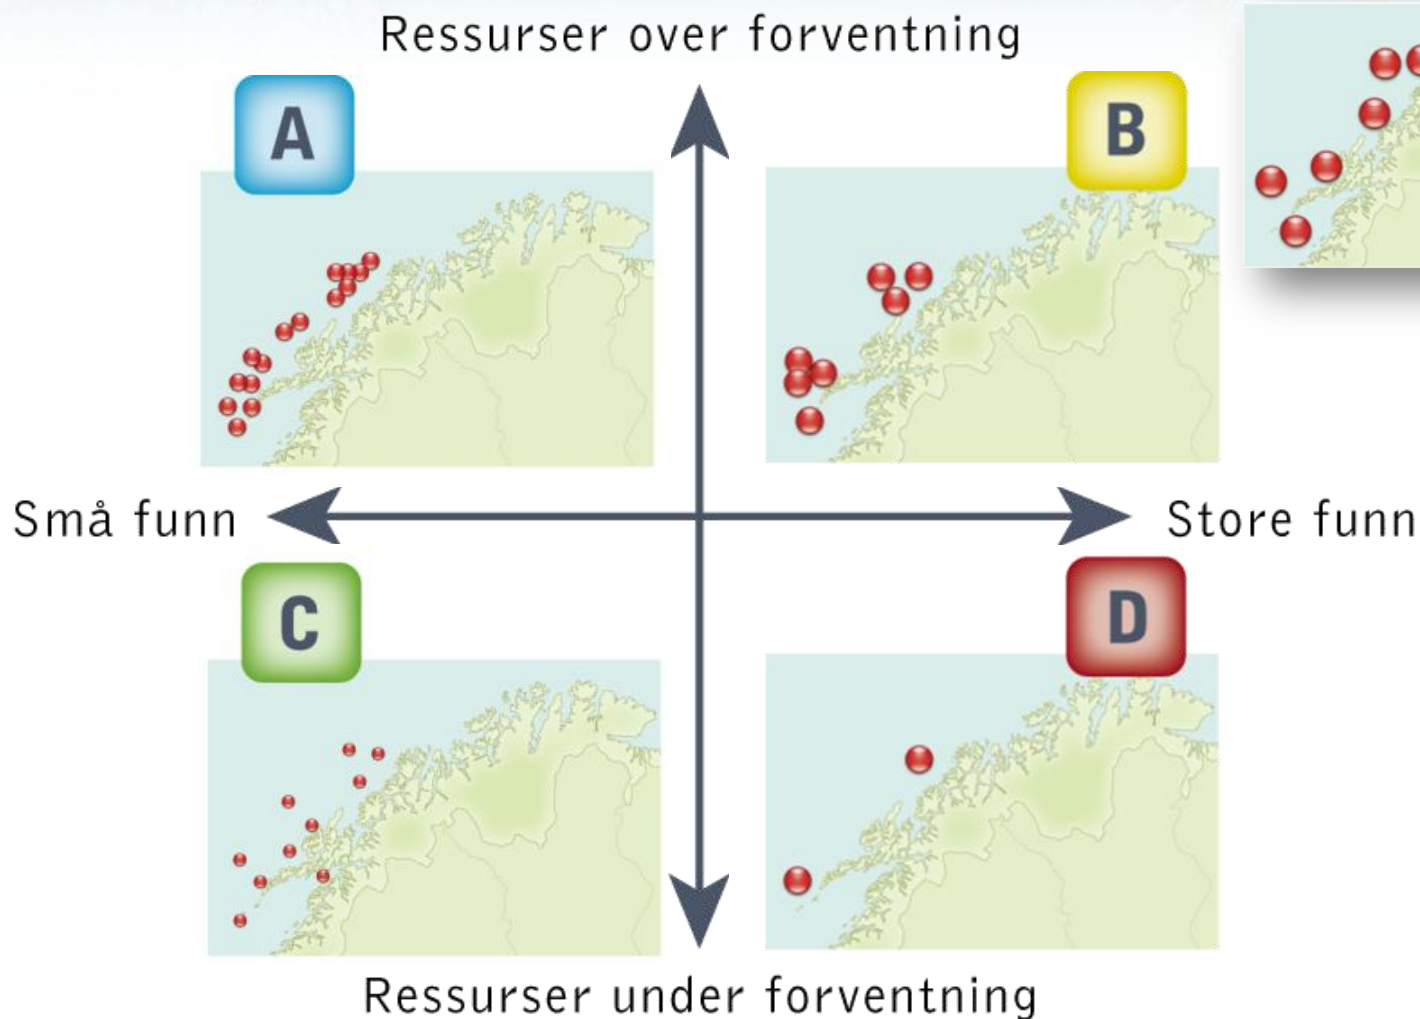 Ressurser over forventning
A
B
Små funn
Store funn
C
D
Ressurser under forventning